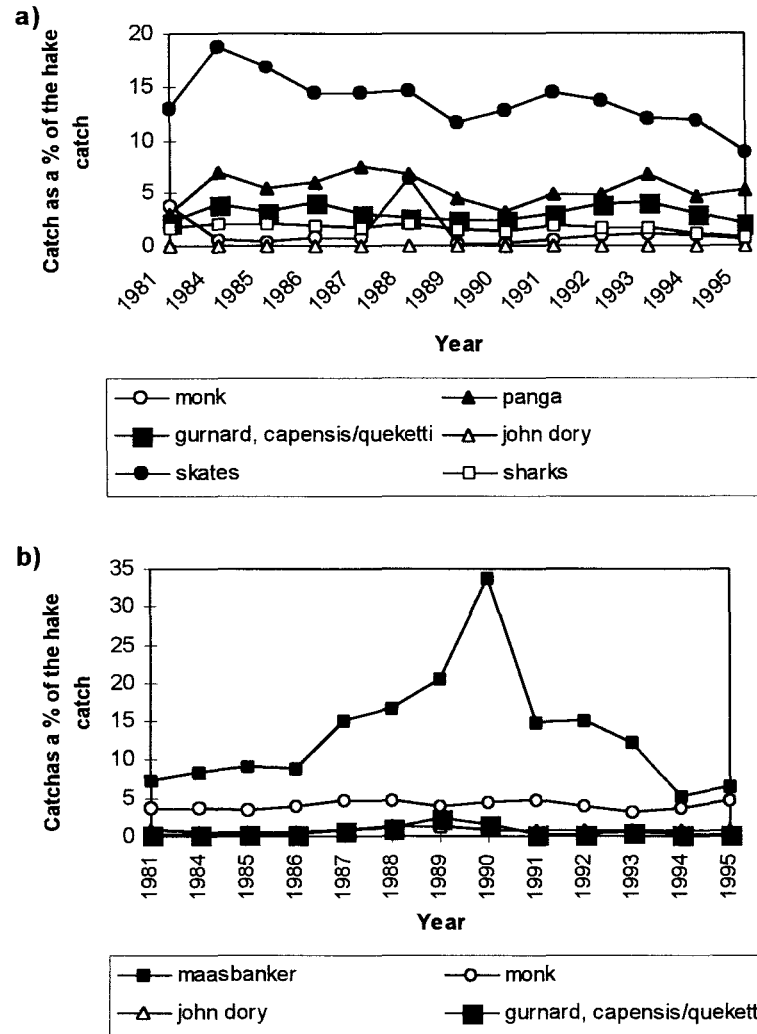 a)
Catch as a % of the hake
catch
20
15
10
5
0
1981
1984
1985
1986
1987
1988
1989
1990
1991
1992
1993
1994
1995
Year
monk
panga
gurnard, capensis/queketti
john dory
skates
sharks
b)
Catchas a % of the hake
catch
35
30
25
20
15
10
5
0
1981
1984
1985
1986
1987
1988
1989
1990
1991
1992
1993
1994
1995
Year
maasbanker
monk
john dory
gurnard, capensis/quekett